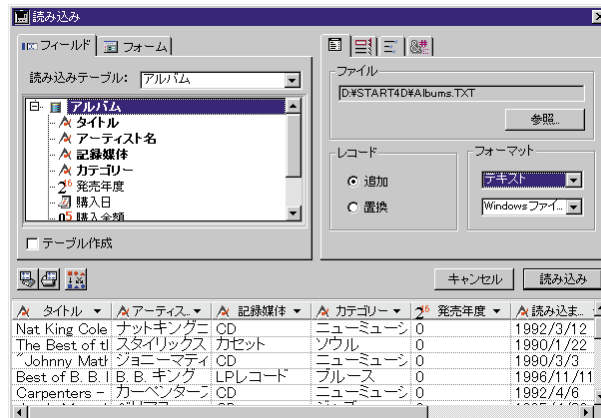 読み込み
フィールド フォーム
読み込みテーブル: アルバム
アルバム
タイトル
アーティスト名
記録媒体
カテゴリー
発売年度
購入日
購入金額
テーブル作成
ファイル
D:¥START4D¥Albums.TXT
参照...
レコード
追加
置換
フォーマット
テキスト
Windowsファイ...
キャンセル 読み込み
タイトル アーティス... 記録媒体 カテゴリー 発売年度 読み込ま...
Nat King Cole ナットキングコ CD ニューミュージ 0 1992/3/12
The Best of t スタイリックス カセット ソウル 0 1990/1/22
"Johnny Math ジョニーマティ CD ニューミュージ 0 1990/3/3
Best of B. B. B. B. キング LPレコード ブルース 0 1996/11/11
Carpenters - カーペンターズ CD ニューミュージ 0 1992/4/6